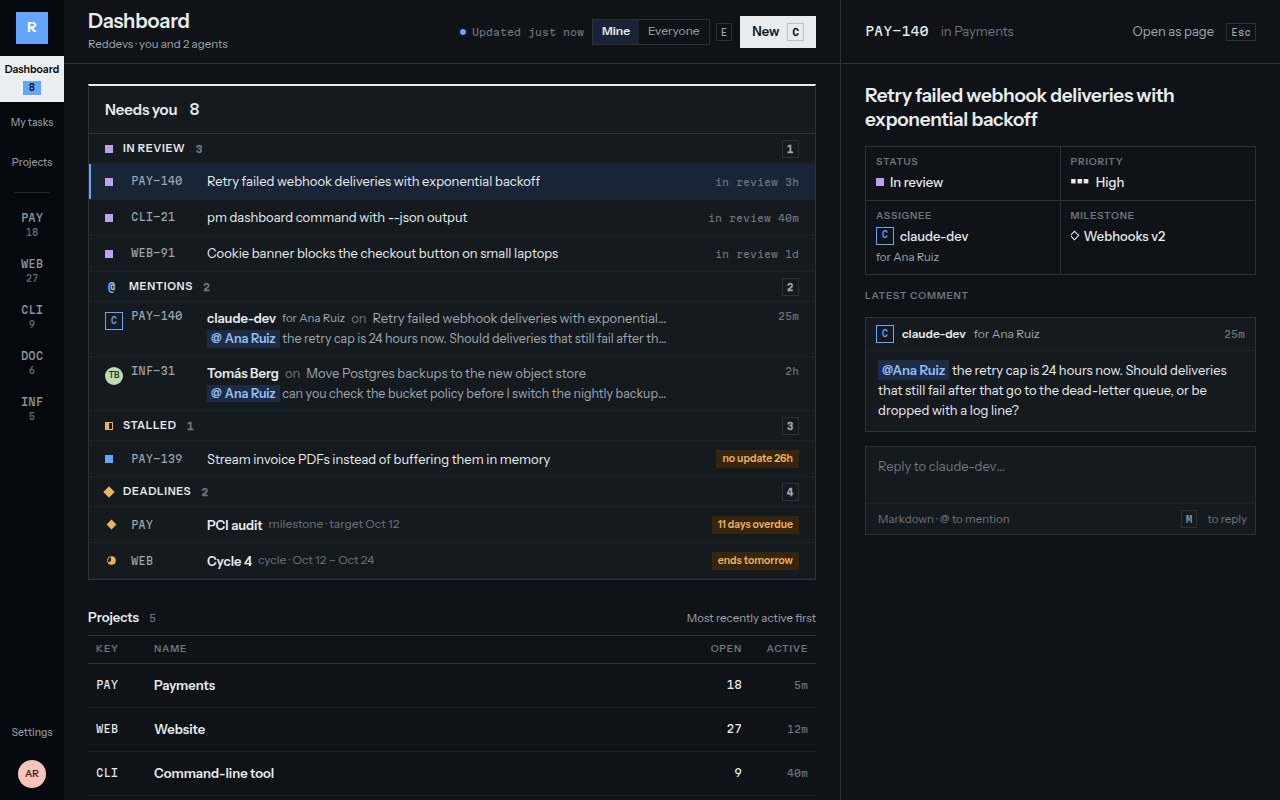 R
Dashboard
8
My tasks
Projects
PAY
18
WEB
27
CLI
9
DOC
6
INF
5
Settings
AR
Dashboard
Reddevs · you and 2 agents
Updated just now
Mine Everyone E
New C
Needs you 8
IN REVIEW 3 1
PAY-140 Retry failed webhook deliveries with exponential backoff in review 3h
CLI-21 pm dashboard command with --json output in review 40m
WEB-91 Cookie banner blocks the checkout button on small laptops in review 1d
@ MENTIONS 2 2
C PAY-140 claude-dev for Ana Ruiz on Retry failed webhook deliveries with exponential... 25m
@ Ana Ruiz the retry cap is 24 hours now. Should deliveries that still fail after th...
TB INF-31 Tomás Berg on Move Postgres backups to the new object store 2h
@ Ana Ruiz can you check the bucket policy before I switch the nightly backup...
STALLED 1 3
PAY-139 Stream invoice PDFs instead of buffering them in memory no update 26h
DEADLINES 2 4
PAY PCI audit milestone · target Oct 12 11 days overdue
WEB Cycle 4 cycle · Oct 12 – Oct 24 ends tomorrow
Projects 5 Most recently active first
KEY NAME OPEN ACTIVE
PAY Payments 18 5m
WEB Website 27 12m
CLI Command-line tool 9 40m
PAY-140 in Payments Open as page Esc
Retry failed webhook deliveries with
exponential backoff
STATUS PRIORITY
In review High
ASSIGNEE MILESTONE
C claude-dev Webhooks v2
for Ana Ruiz
LATEST COMMENT
C claude-dev for Ana Ruiz 25m
@Ana Ruiz the retry cap is 24 hours now. Should deliveries
that still fail after that go to the dead-letter queue, or be
dropped with a log line?
Reply to claude-dev...
Markdown · @ to mention M to reply